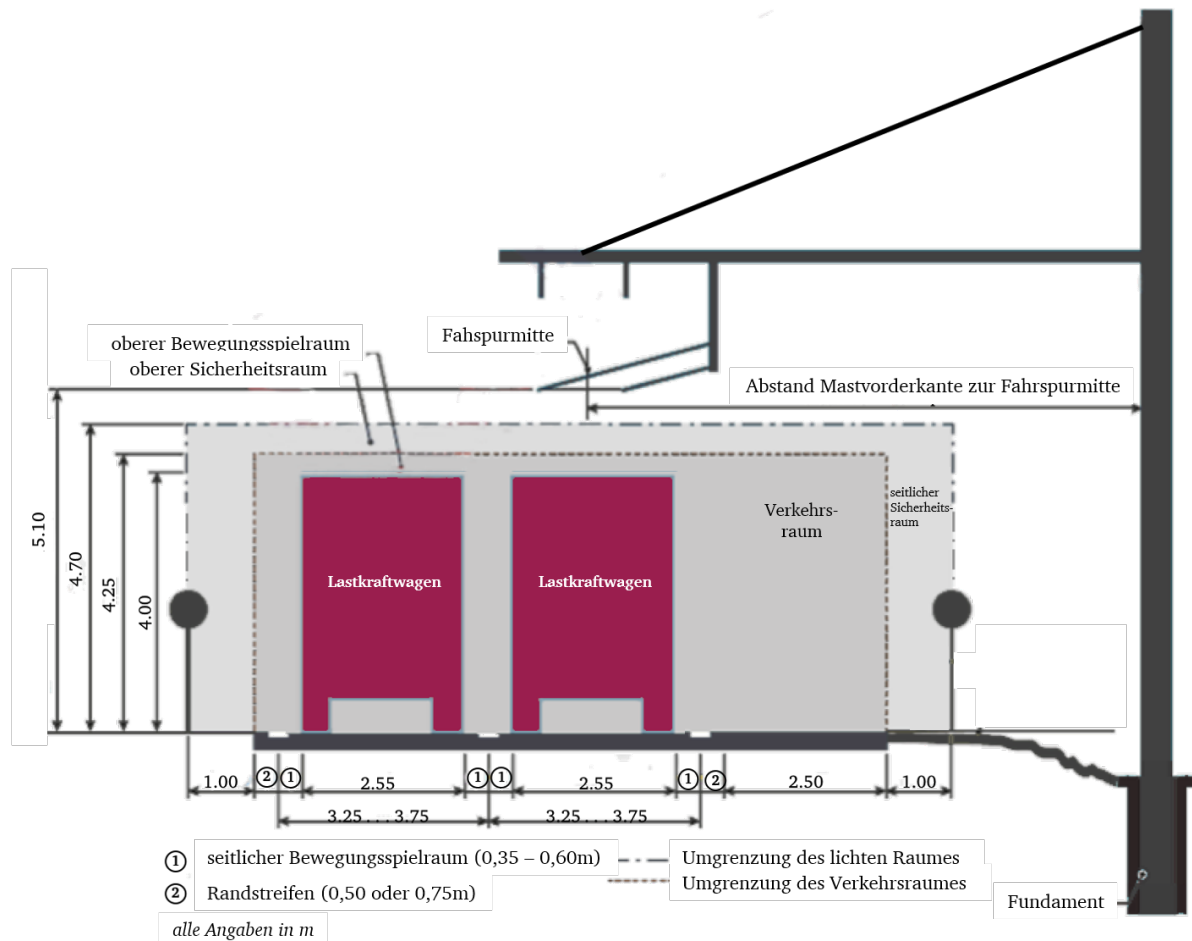 oberer Bewegungsspielraum
oberer Sicherheitsraum
Fahspurmitte
Abstand Mastvorderkante zur Fahrspurmitte
5.10
4.70
4.25
4.00
Lastkraftwagen
Lastkraftwagen
Verkehrs-
raum
seitlicher
Sicherheits-
raum
1.00
2
1
2.55
1
1
2.55
1
2
2.50
1.00
3.25 . . . 3.75
3.25 . . . 3.75
1 seitlicher Bewegungsspielraum (0,35 – 0,60m)
2 Randstreifen (0,50 oder 0,75m)
alle Angaben in m
Umgrenzung des lichten Raumes
Umgrenzung des Verkehrsraumes
Fundament